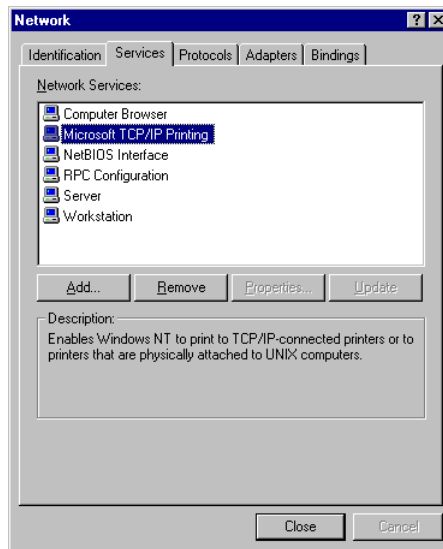 Network
Identification Services Protocols Adapters Bindings
Network Services:
Computer Browser
Microsoft TCP/IP Printing
NetBIOS Interface
RPC Configuration
Server
Workstation
Add... Remove Properties... Update
Description:
Enables Windows NT to print to TCP/IP-connected printers or to
printers that are physically attached to UNIX computers.
Close Cancel